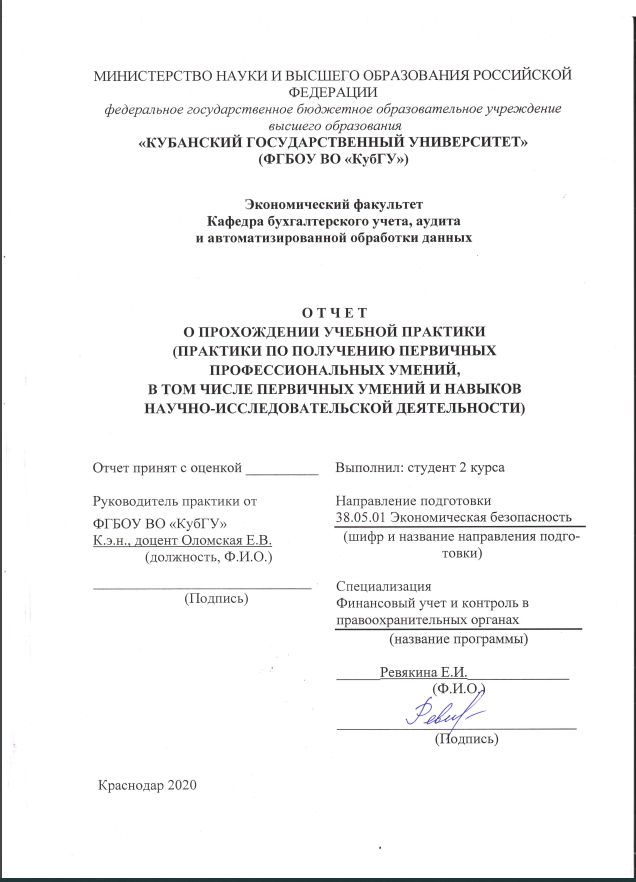 МИНИСТЕРСТВО НАУКИ И ВЫСШЕГО ОБРАЗОВАНИЯ РОССИЙСКОЙ
ФЕДЕРАЦИИ
федеральное государственное бюджетное образовательное учреждение
высшего образования
«КУБАНСКИЙ ГОСУДАРСТВЕННЫЙ УНИВЕРСИТЕТ»
(ФГБОУ ВО «КубГУ»)
Экономический факультет
Кафедра бухгалтерского учета, аудита
и автоматизированной обработки данных
О Т Ч Е Т
О ПРОХОЖДЕНИИ УЧЕБНОЙ ПРАКТИКИ
(ПРАКТИКИ ПО ПОЛУЧЕНИЮ ПЕРВИЧНЫХ
ПРОФЕССИОНАЛЬНЫХ УМЕНИЙ,
В ТОМ ЧИСЛЕ ПЕРВИЧНЫХ УМЕНИЙ И НАВЫКОВ
НАУЧНО-ИССЛЕДОВАТЕЛЬСКОЙ ДЕЯТЕЛЬНОСТИ)
Отчет принят с оценкой __________
Руководитель практики от
ФГБОУ ВО «КубГУ»
К.э.н., доцент Оломская Е.В.
(должность, Ф.И.О.)
(Подпись)
Выполнил: студент 2 курса
Направление подготовки
38.05.01 Экономическая безопасность
(шифр и название направления подго-
товки)
Специализация
Финансовый учет и контроль в
правоохранительных органах
(название программы)
Ревякина Е.И.
(Ф.И.О.)
(Подпись)
Краснодар 2020